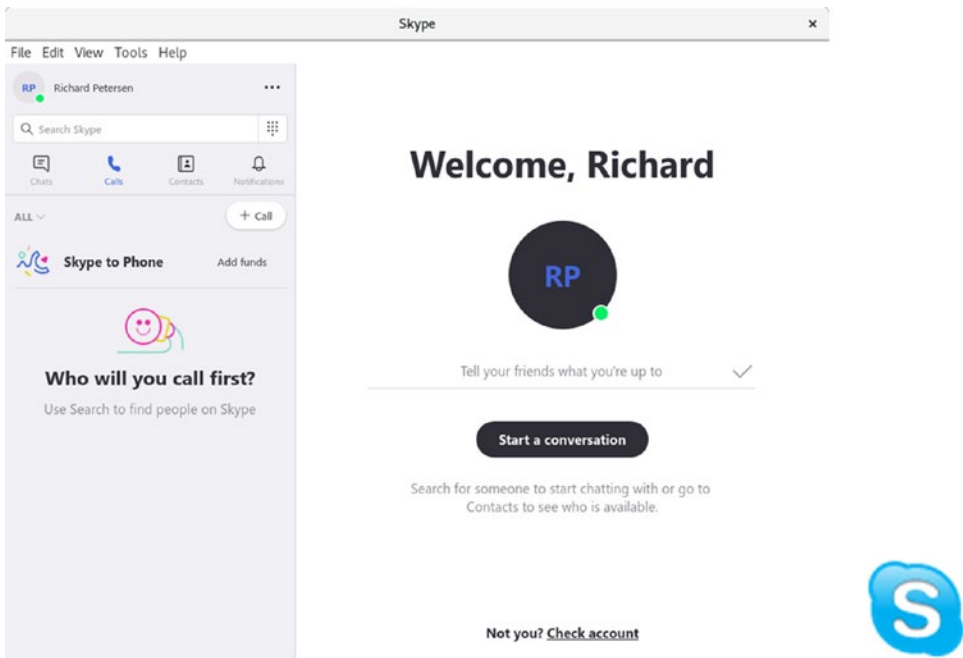 Skype ×
File Edit View Tools Help
RP Richard Petersen
Search Skype
Chats Calls Contacts Notifications
ALL + Call
Skype to Phone Add funds
Who will you call first?
Use Search to find people on Skype
Welcome, Richard
RP
Tell your friends what you're up to
Start a conversation
Search for someone to start chatting with or go to
Contacts to see who is available.
Not you? Check account
S